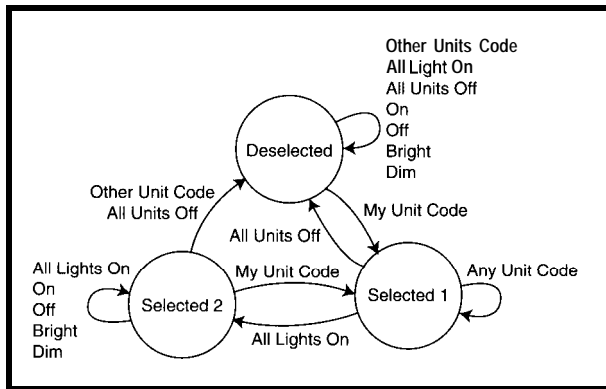 Other Units Code
All Light On
All Units Off
On
Off
Bright
Dim
Deselected
Other Unit Code
All Units Off
My Unit Code
All Units Off
All Lights On
On
Off
Bright
Dim
Selected 2
My Unit Code
Selected 1
Any Unit Code
All Lights On